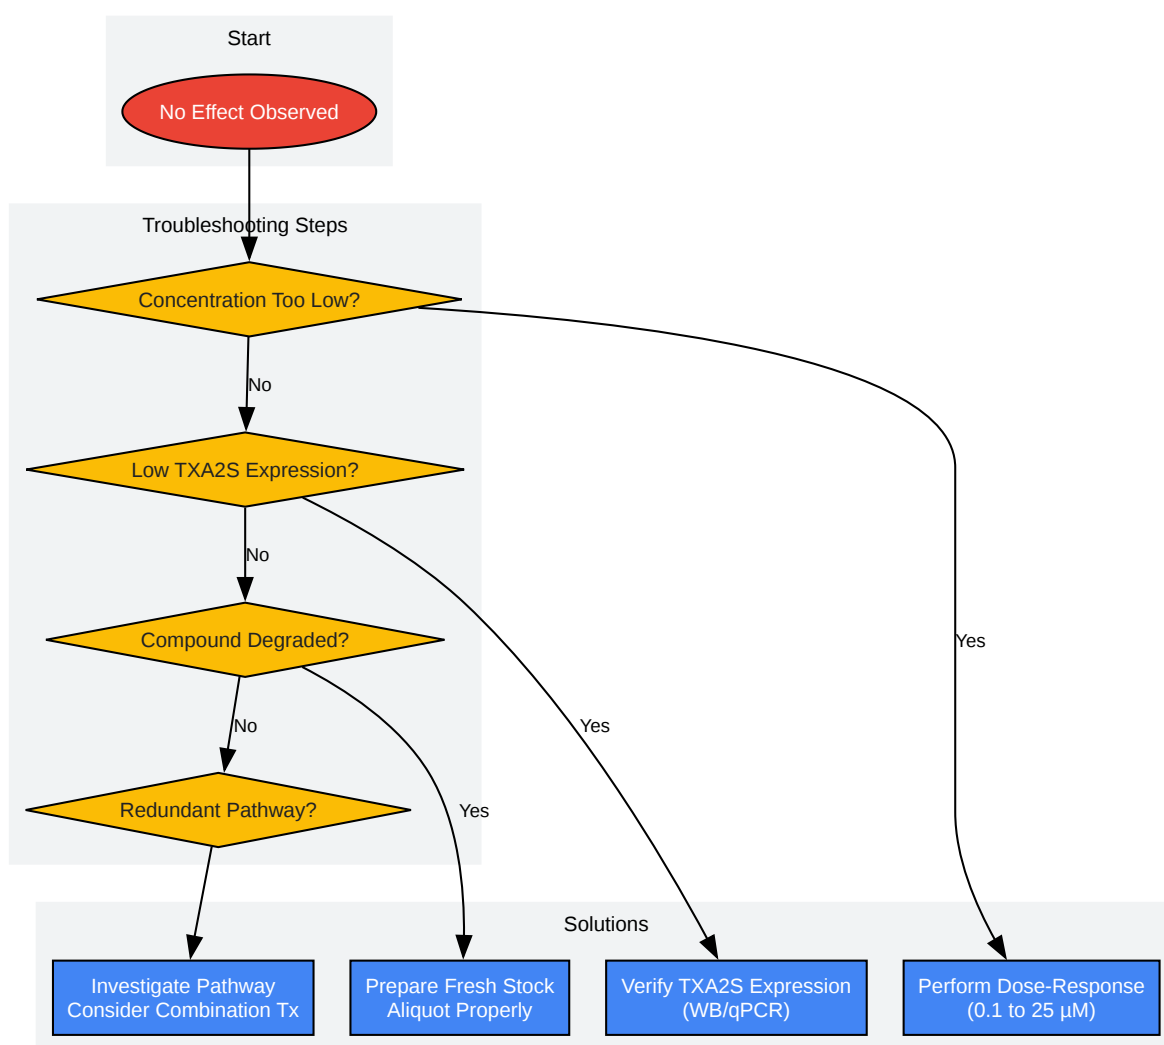 Start
No Effect Observed
Troubleshooting Steps
Concentration Too Low?
No
Low TXA2S Expression?
No
Compound Degraded?
Yes
No
Yes
Redundant Pathway?
Yes
Solutions
Investigate Pathway
Consider Combination Tx
Prepare Fresh Stock
Aliquot Properly
Verify TXA2S Expression
(WB/qPCR)
Perform Dose-Response
(0.1 to 25 µM)